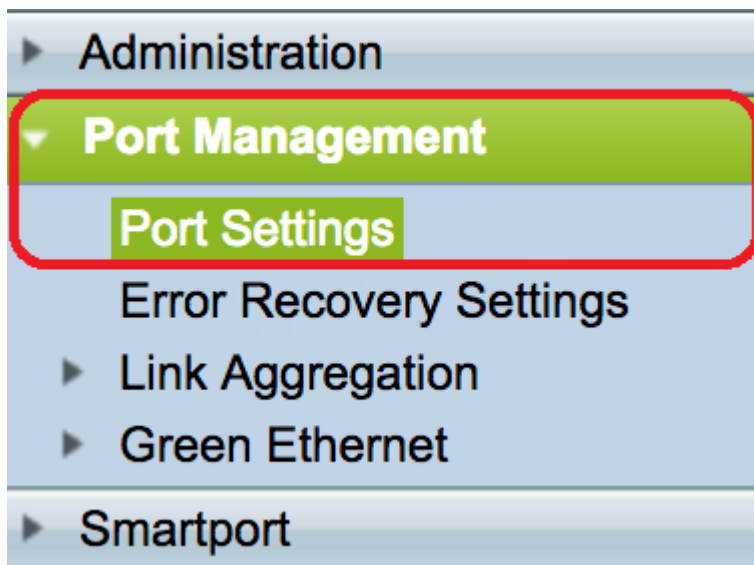 Administration
Port Management
Port Settings
Error Recovery Settings
Link Aggregation
Green Ethernet
Smartport